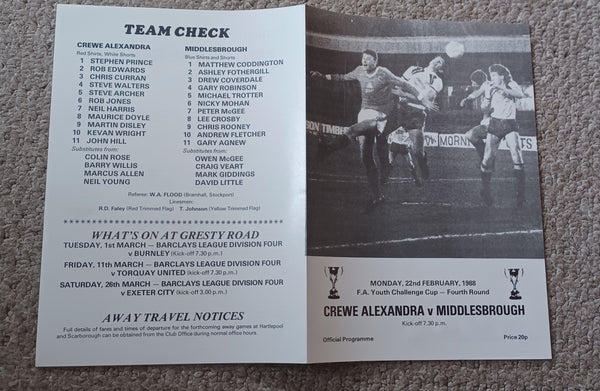 TEAM CHECK
CREWE ALEXANDRA
Red Shirts, White Shorts
1 STEPHEN PRINCE
2 ROB EDWARDS
3 CHRIS CURRAN
4 STEVE WALTERS
5 STEVE ARCHER
6 ROB JONES
7 NEIL HARRIS
8 MAURICE DOYLE
9 MARTIN DISLEY
10 KEVAN WRIGHT
11 JOHN HILL
Substitutes from:
COLIN ROSE
BARRY WILLIS
MARCUS ALLEN
NEIL YOUNG
MIDDLESBROUGH
Blue Shirts and Shorts
1 MATTHEW CODDINGTON
2 ASHLEY FOTHERGILL
3 DREW COVERDALE
4 GARY ROBINSON
5 MICHAEL TROTTER
6 NICKY MOHAN
7 PETER McGEE
8 LEE CROSBY
9 CHRIS ROONEY
10 ANDREW FLETCHER
11 GARY AGNEW
Substitutes from:
OWEN McGEE
CRAIG VEART
MARK GIDDINGS
DAVID LITTLE
Referee: W.A. FLOOD (Bramhall, Stockport)
Linesmen:
R.D. Faley (Red Trimmed Flag) T. Johnson (Yellow Trimmed Flag)
WHAT'S ON AT GRESTY ROAD
TUESDAY, 1st MARCH — BARCLAYS LEAGUE DIVISION FOUR
v BURNLEY (Kick-off 7.30 p.m.)
FRIDAY, 11th MARCH — BARCLAYS LEAGUE DIVISION FOUR
v TORQUAY UNITED (Kick-off 7.30 p.m.)
SATURDAY, 26th MARCH — BARCLAYS LEAGUE DIVISION FOUR
v EXETER CITY (Kick-off 3.00 p.m.)
AWAY TRAVEL NOTICES
Full details of fares and times of departure for the forthcoming away games at Hartlepool
and Scarborough can be obtained from the Club Office during normal office hours.
TIMBER
MORN
MONDAY, 22nd FEBRUARY, 1988
F.A. Youth Challenge Cup — Fourth Round
CREWE ALEXANDRA v MIDDLESBROUGH
Kick-off 7.30 p.m.
Official Programme
Price 20p